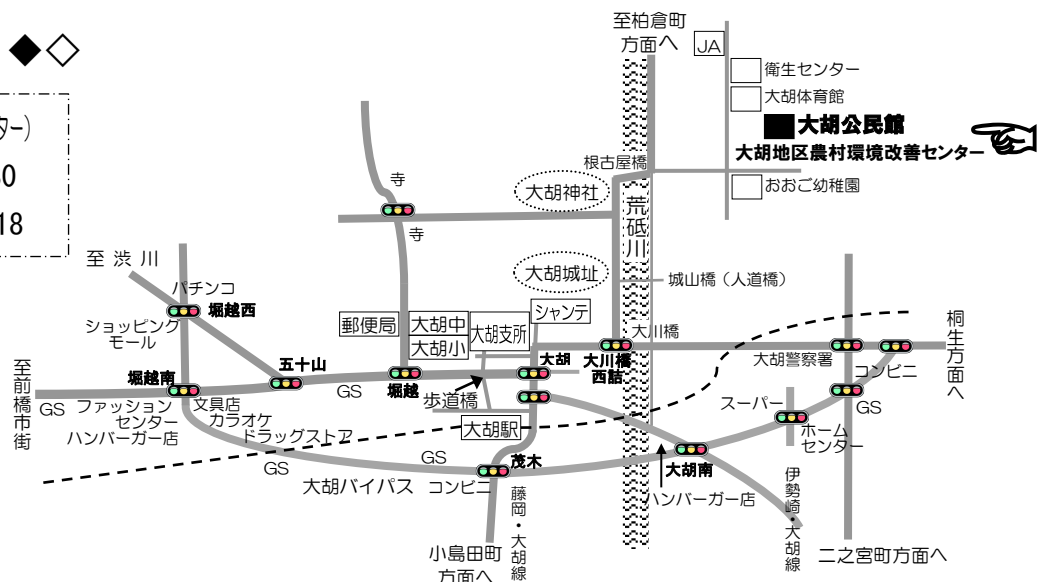 ◆◇
ター)
18
至柏倉町
方面へ
JA
衛生センター
大胡体育館
大胡公民館
大胡地区農村環境改善センター
根古屋橋
おおご幼稚園
寺
大胡神社
寺
荒砥川
大胡城址
城山橋（人道橋）
至 渋 川
パチンコ
堀越西
ショッピング
モール
郵便局
大胡中
大胡小
大胡支所
シャンテ
大川橋
大胡
大川橋
西詰
大胡警察署
コンビニ
桐生方面へ
至前橋市街
堀越南
五十山
GS
堀越
歩道橋
GS
ファッション
センター
ハンバーガー店
文具店
カラオケ
ドラッグストア
GS
GS
大胡駅
スーパー
GS
ホーム
センター
大胡バイパス
コンビニ
茂木
大胡南
ハンバーガー店
藤岡・大胡線
伊勢崎・大胡線
小島田町
方面へ
二之宮町方面へ